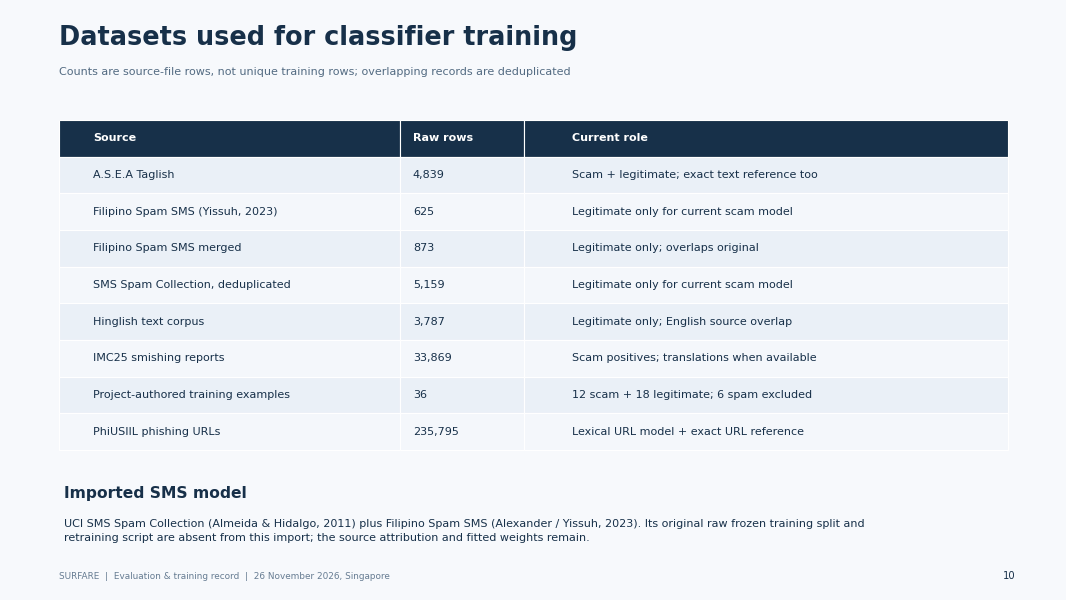 Datasets used for classifier training
Counts are source-file rows, not unique training rows; overlapping records are deduplicated
Source Raw rows Current role
A.S.E.A Taglish 4,839 Scam + legitimate; exact text reference too
Filipino Spam SMS (Yissuh, 2023) 625 Legitimate only for current scam model
Filipino Spam SMS merged 873 Legitimate only; overlaps original
SMS Spam Collection, deduplicated 5,159 Legitimate only for current scam model
Hinglish text corpus 3,787 Legitimate only; English source overlap
IMC25 smishing reports 33,869 Scam positives; translations when available
Project-authored training examples 36 12 scam + 18 legitimate; 6 spam excluded
PhiUSIIL phishing URLs 235,795 Lexical URL model + exact URL reference
Imported SMS model
UCI SMS Spam Collection (Almeida & Hidalgo, 2011) plus Filipino Spam SMS (Alexander / Yissuh, 2023). Its original raw frozen training split and
retraining script are absent from this import; the source attribution and fitted weights remain.
SURFARE | Evaluation & training record | 26 November 2026, Singapore 10